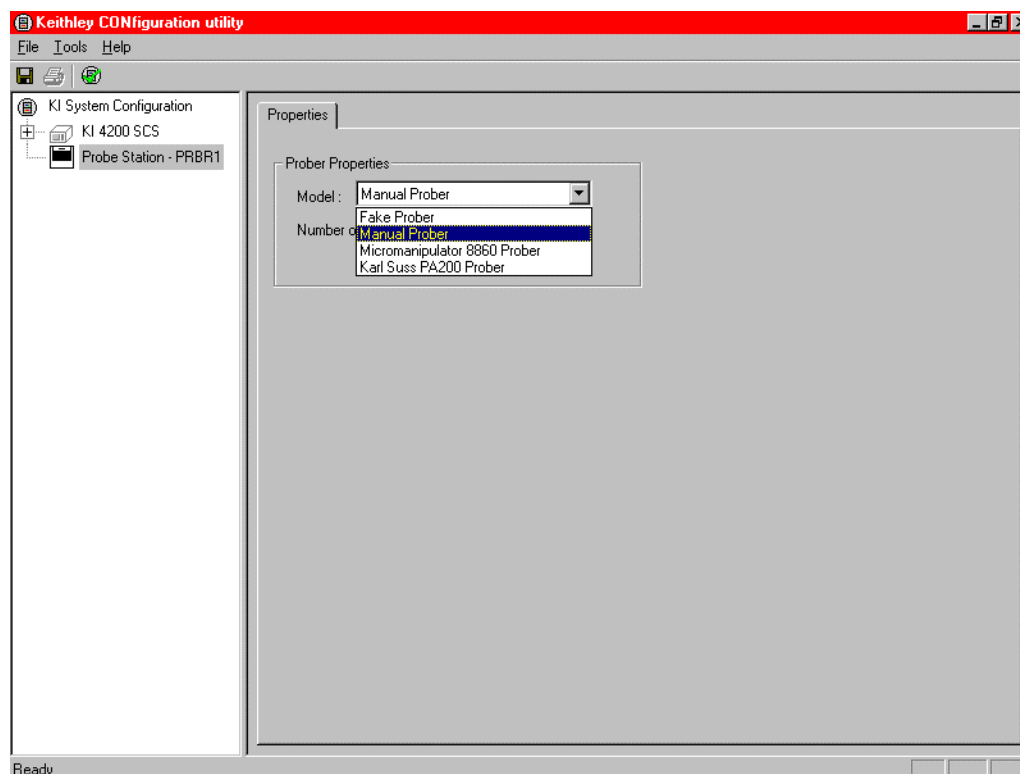 Keithley CONfiguration utility
File Tools Help
KI System Configuration
KI 4200 SCS
Probe Station - PRBR1
Properties
Prober Properties
Model : Manual Prober
Fake Prober
Number o
Manual Prober
Micromanipulator 8860 Prober
Karl Suss PA200 Prober
Ready